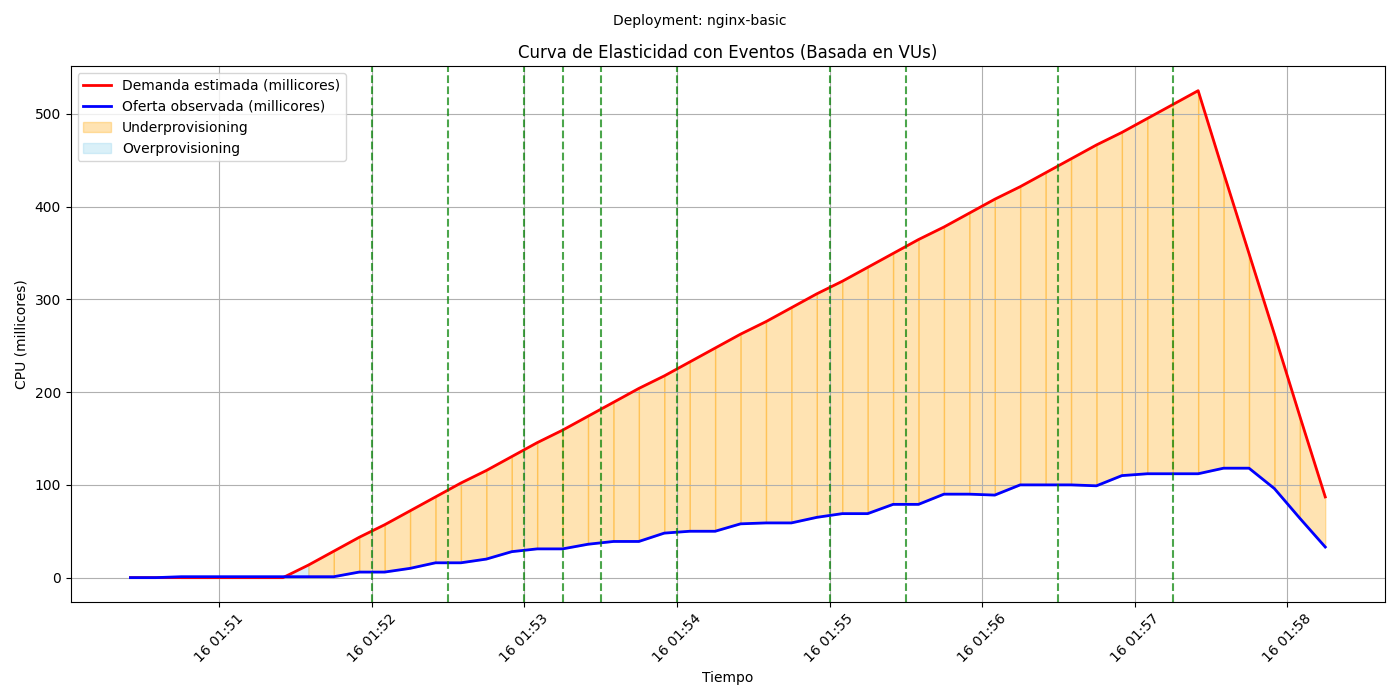 Deployment: nginx-basic
Curva de Elasticidad con Eventos (Basada en VUs)
Demanda estimada (millicores)
Oferta observada (millicores)
Underprovisioning
Overprovisioning
CPU (millicores)
500
400
300
200
100
0
16 01:51
16 01:52
16 01:53
16 01:54
16 01:55
16 01:56
16 01:57
16 01:58
Tiempo